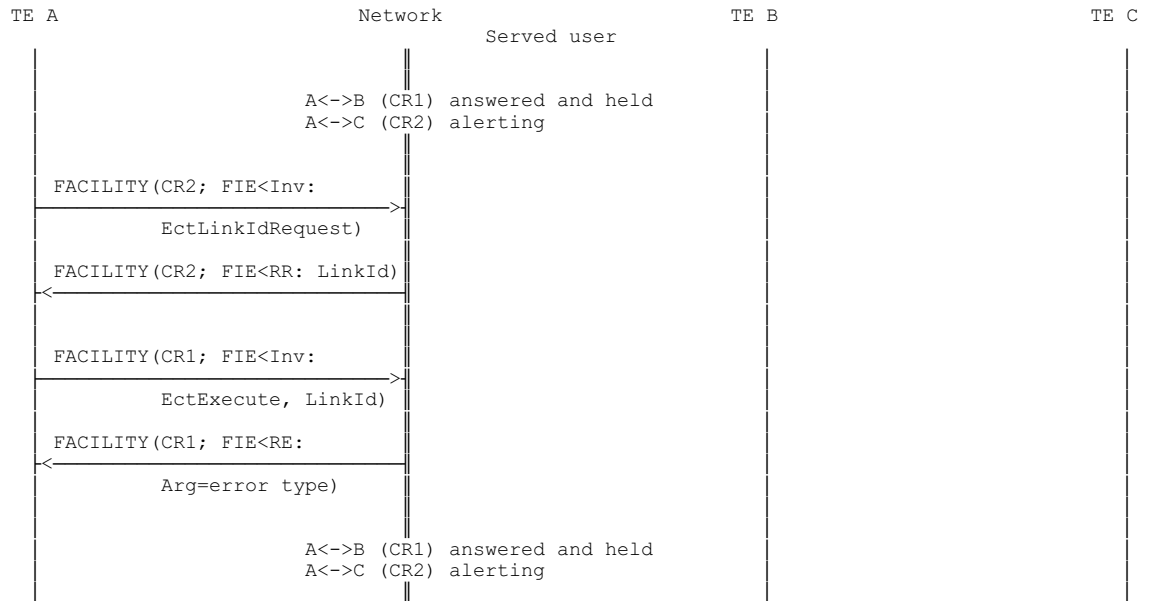 TE A Network TE B TE C
Served user
A<->B (CR1) answered and held
A<->C (CR2) alerting
FACILITY(CR2; FIE<Inv:
EctLinkIdRequest)
FACILITY(CR2; FIE<RR: LinkId)
FACILITY(CR1; FIE<Inv:
EctExecute, LinkId)
FACILITY(CR1; FIE<RE:
Arg=error type)
A<->B (CR1) answered and held
A<->C (CR2) alerting